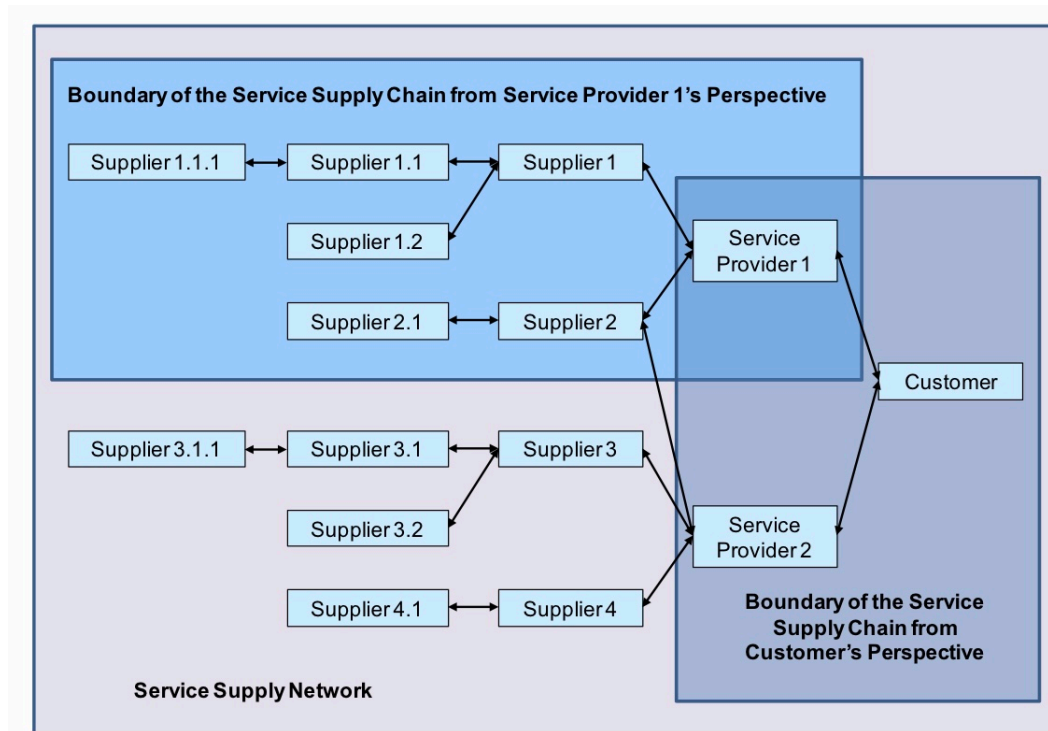 Boundary of the Service Supply Chain from Service Provider 1's Perspective
Supplier 1.1.1
Supplier 1.1
Supplier 1
Supplier 1.2
Service
Provider 1
Supplier 2.1
Supplier 2
Customer
Supplier 3.1.1
Supplier 3.1
Supplier 3
Supplier 3.2
Service
Provider 2
Supplier 4.1
Supplier 4
Boundary of the Service
Supply Chain from
Customer's Perspective
Service Supply Network